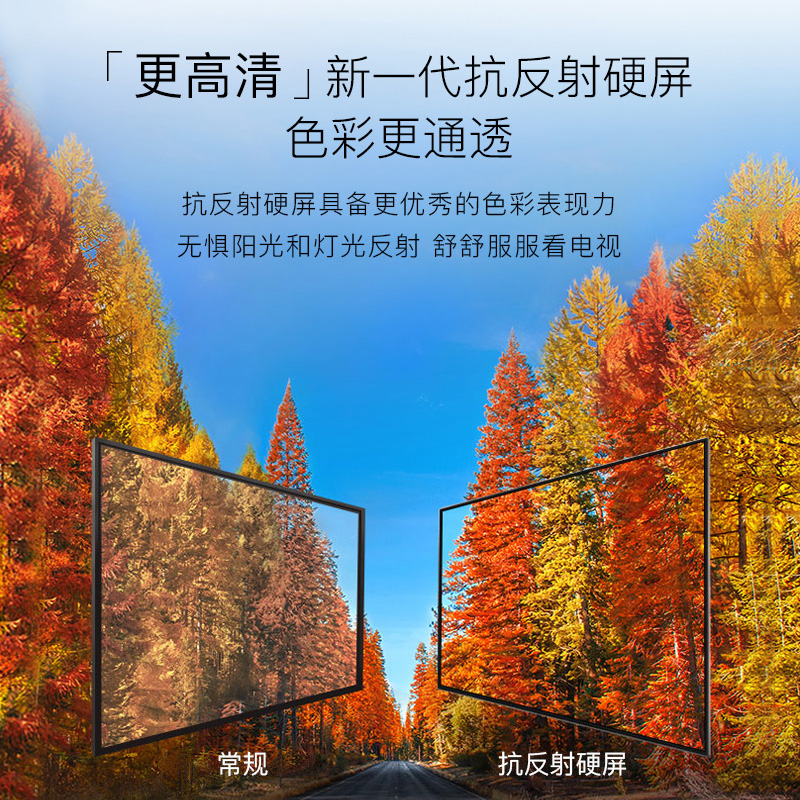 「更高清」新一代抗反射硬屏
色彩更通透
抗反射硬屏具备更优秀的色彩表现力
无惧阳光和灯光反射 舒舒服服看电视
常规
抗反射硬屏